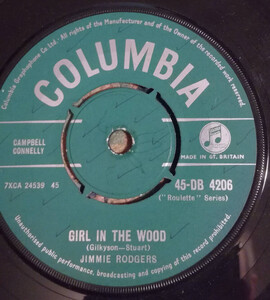 All rights of the Manufacturer and of the Owner of the recorded work reserved
Columbia Graphophone Co Ltd.
COLUMBIA
CAMPBELL
CONNELLY
MADE IN GT. BRITAIN
7XCA 24539 45
45-DB 4206
("Roulette" Series)
GIRL IN THE WOOD
(Gilkyson—Stuart)
JIMMIE RODGERS
Unauthorised public performance, broadcasting and copying of this record prohibited